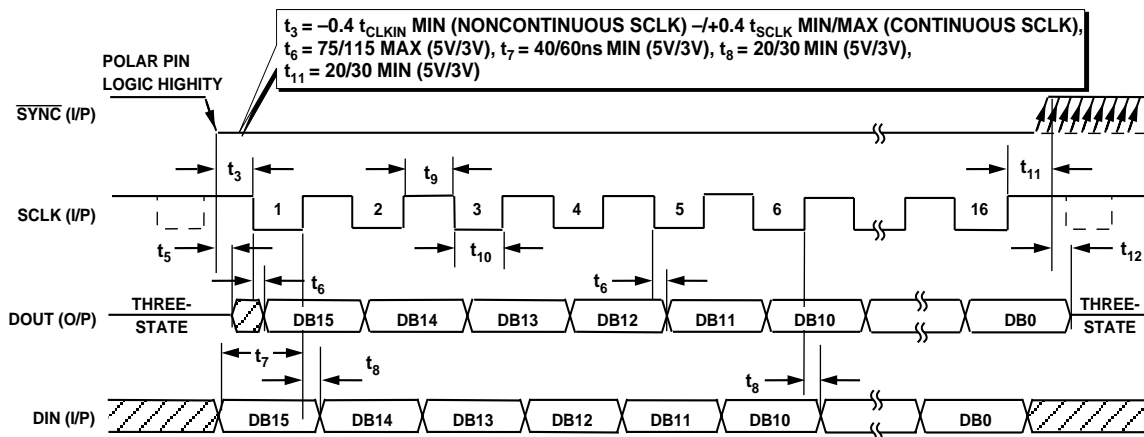 t3 = –0.4 tCLKIN MIN (NONCONTINUOUS SCLK) –/+0.4 tSCLK MIN/MAX (CONTINUOUS SCLK),
t6 = 75/115 MAX (5V/3V), t7 = 40/60ns MIN (5V/3V), t8 = 20/30 MIN (5V/3V),
t11 = 20/30 MIN (5V/3V)
POLAR PIN
LOGIC HIGHITY
SYNC (I/P)
t3 t9 t11
SCLK (I/P) 1 2 3 4 5 6 16
t5 t10 t12
t6 t6
DOUT (O/P) THREE-STATE DB15 DB14 DB13 DB12 DB11 DB10 DB0 THREE-STATE
t7 t8 t8
DIN (I/P) DB15 DB14 DB13 DB12 DB11 DB10 DB0